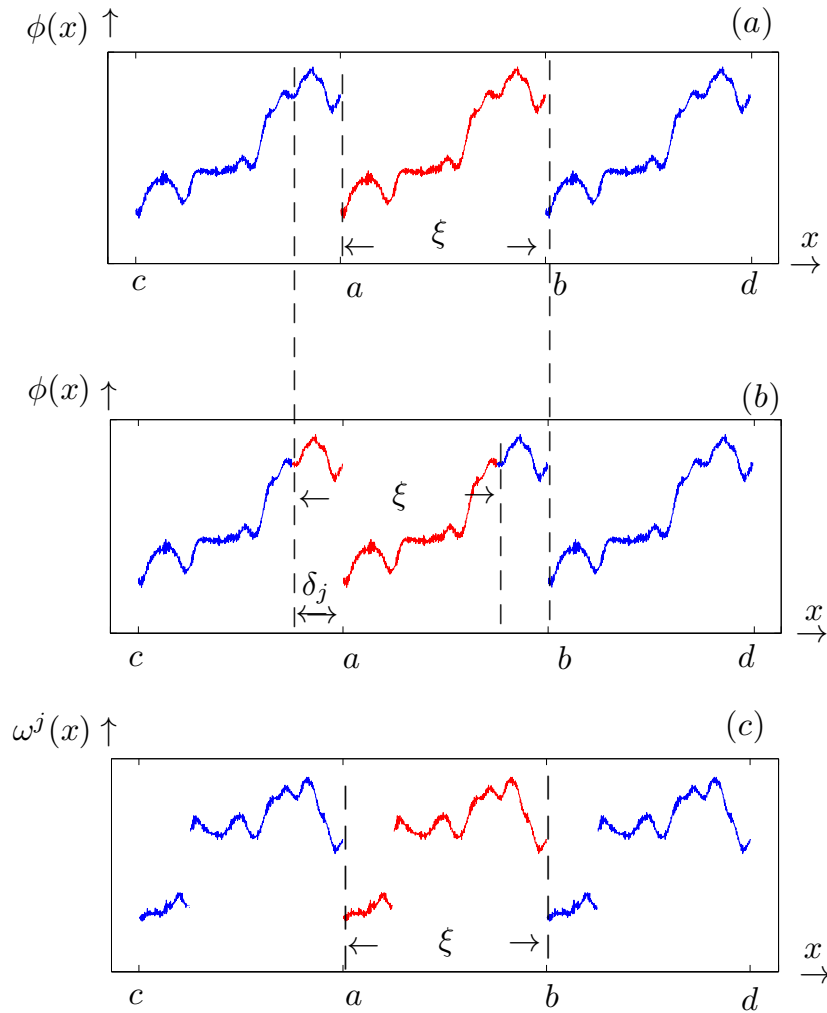 ϕ(x) ↑ (a)
← ξ → x →
c a b d
ϕ(x) ↑ (b)
← ξ →
δ_j
↔ x →
c a b d
ω^j(x) ↑ (c)
← ξ → x →
c a b d